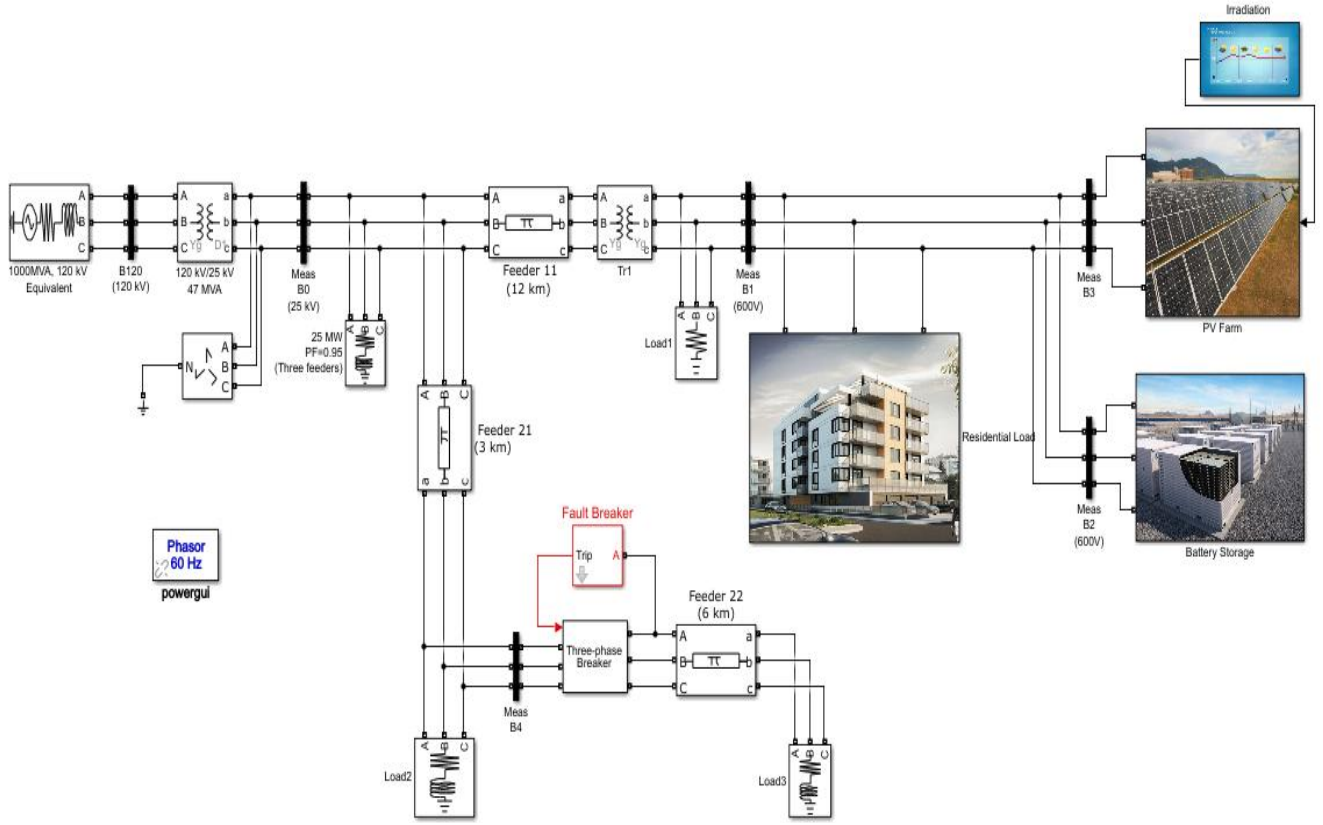 Irradiation
A
B
C
A
B
C
a
b
c
Yg
D1
A
B
C
a
b
c
π
A
B
C
a
b
c
Yg
Yg
1000MVA, 120 kV
Equivalent
B120
(120 kV)
120 kV/25 kV
47 MVA
Meas
B0
(25 kV)
Feeder 11
(12 km)
Tr1
Meas
B1
(600V)
Meas
B3
PV Farm
N
A
B
C
25 MW
PF=0.95
(Three feeders)
A
B
C
Load1
A
B
C
A
B
C
π
a
b
c
Feeder 21
(3 km)
Residential Load
Meas
B2
(600V)
Battery Storage
Phasor
60 Hz
powergui
Fault Breaker
Trip
A
Feeder 22
(6 km)
Three-phase
Breaker
A
B
C
π
a
b
c
Meas
B4
Load2
A
B
C
Load3
A
B
C